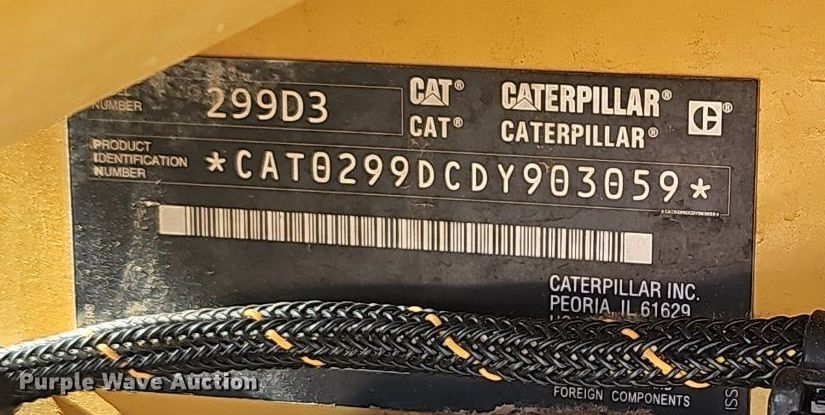 NUMBER
299D3
CAT®
CATERPILLAR®
CAT®
CATERPILLAR®
PRODUCT
IDENTIFICATION
NUMBER
*CAT0299DCDY903059*
CATERPILLAR INC.
PEORIA, IL 61629
FOREIGN COMPONENTS
Purple Wave Auction